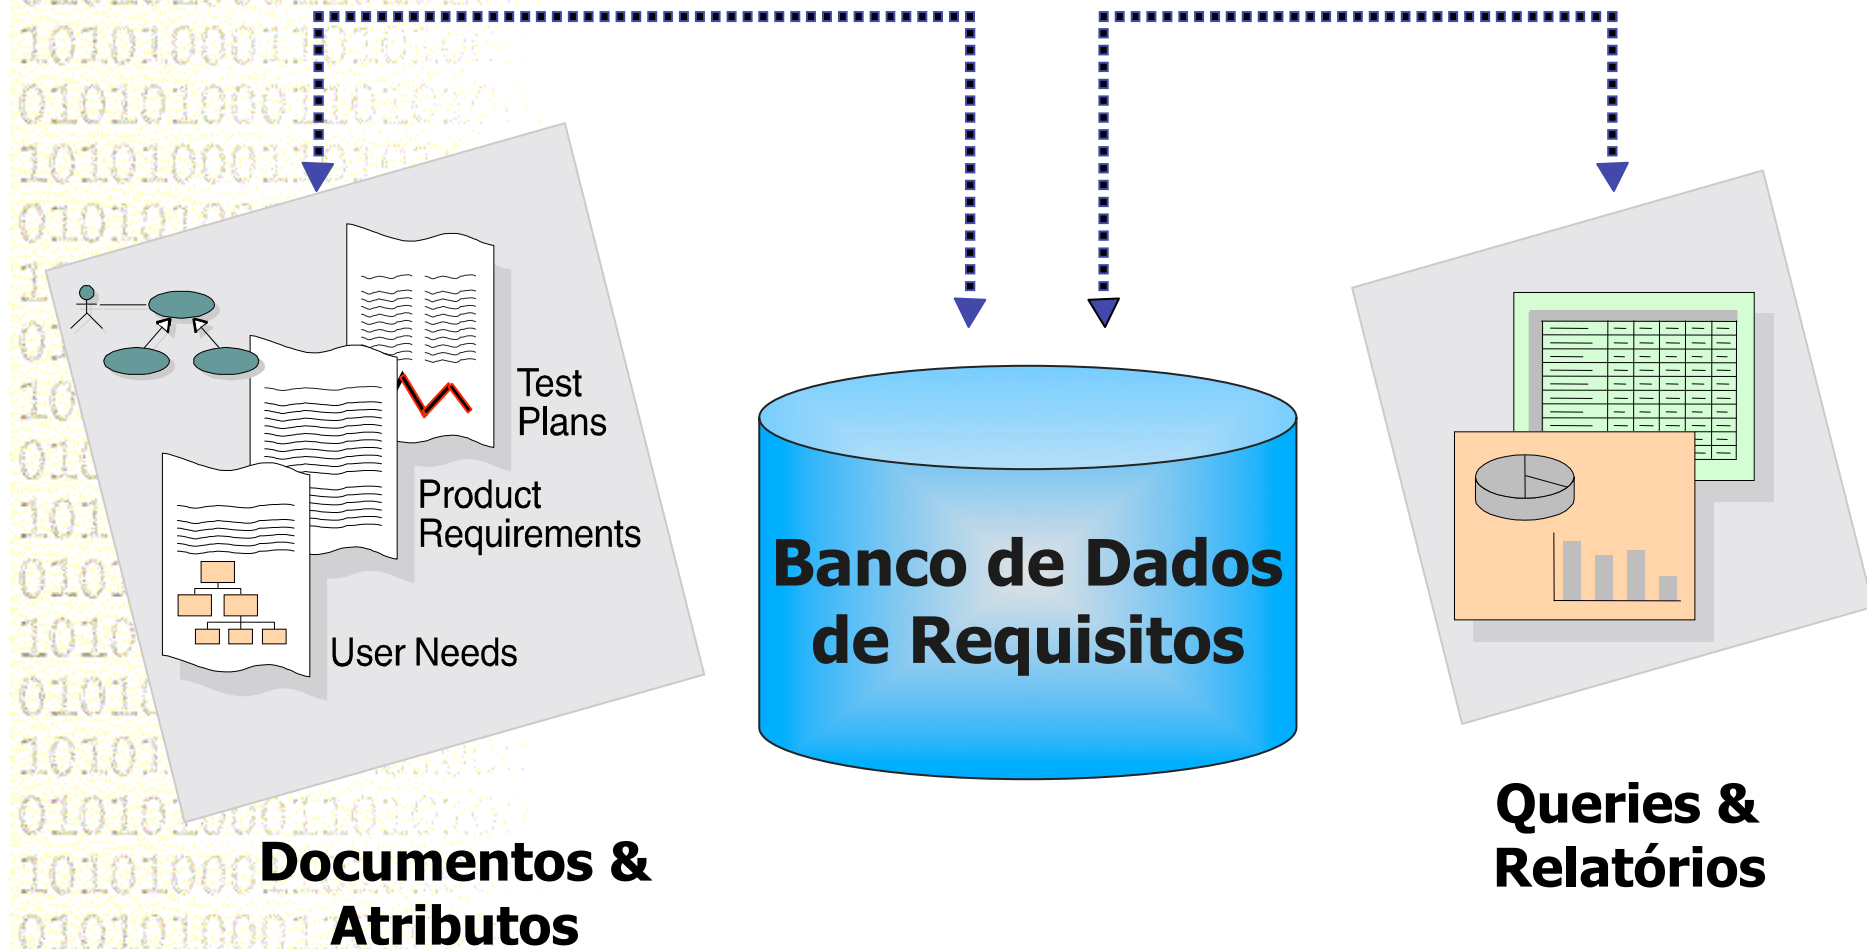 Test
Plans
Product
Requirements
User Needs
Banco de Dados
de Requisitos
Queries &
Relatórios
Documentos &
Atributos